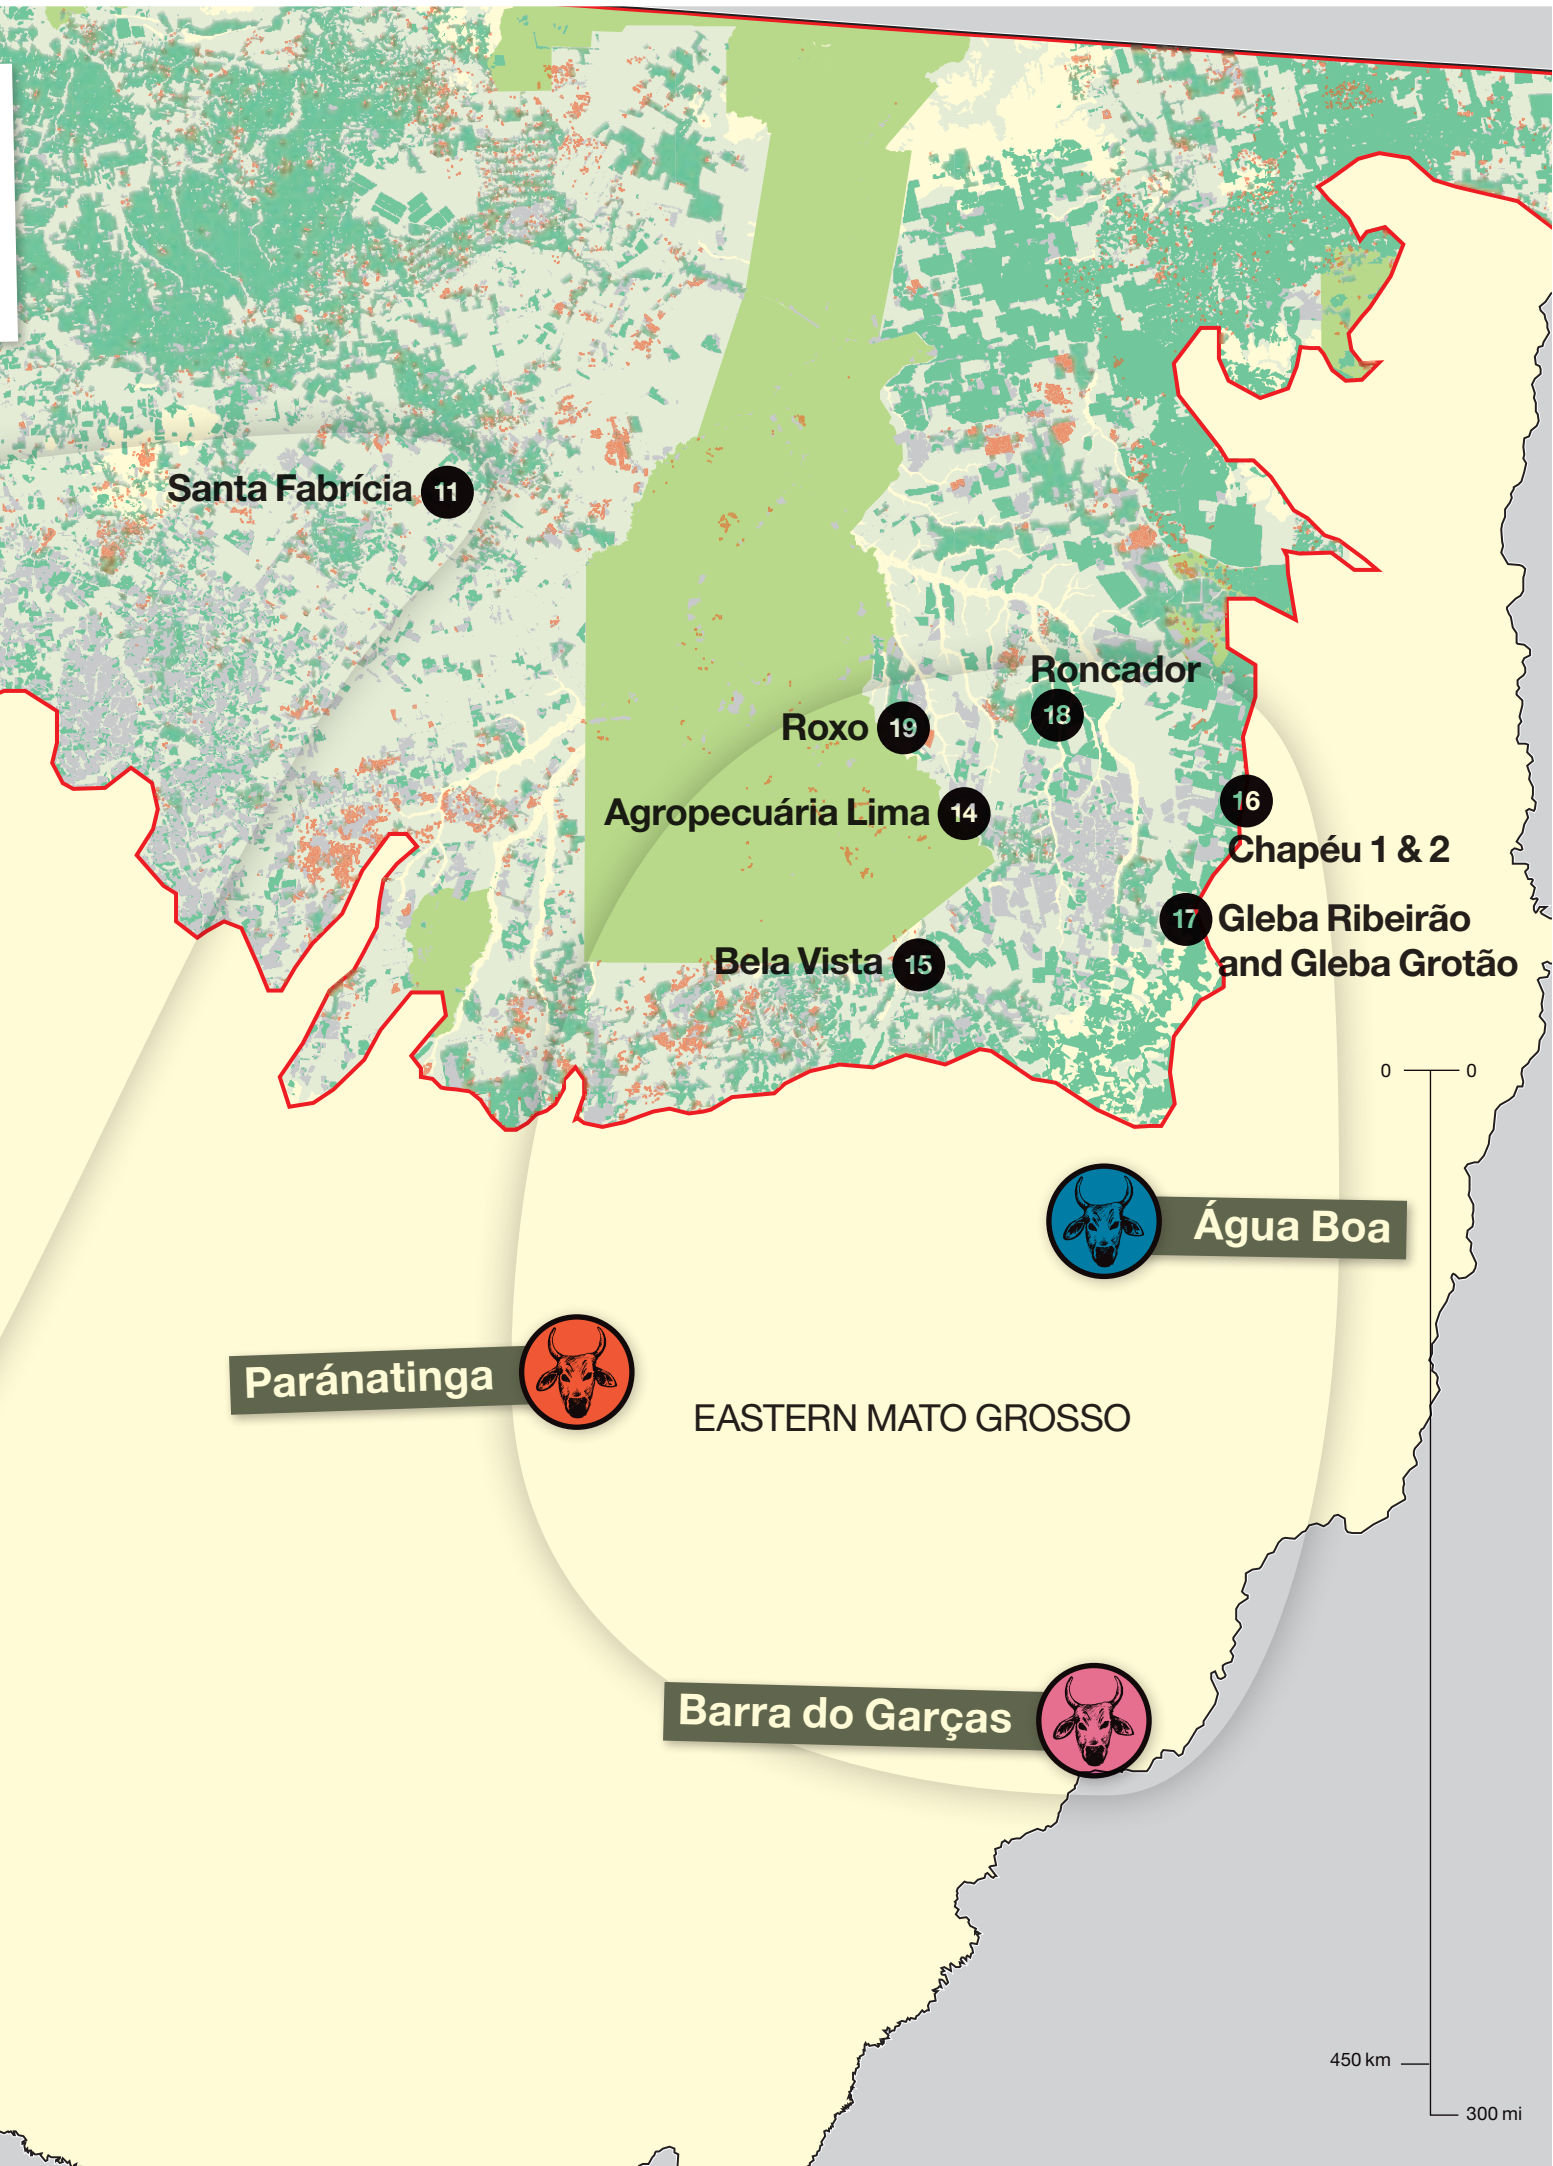 Santa Fabrícia 11
Roncador
18
Roxo 19
Agropecuária Lima 14
16
Chapéu 1 & 2
17 Gleba Ribeirão
and Gleba Grotão
Bela Vista 15
0 0
Água Boa
Paránatinga
EASTERN MATO GROSSO
Barra do Garças
450 km
300 mi